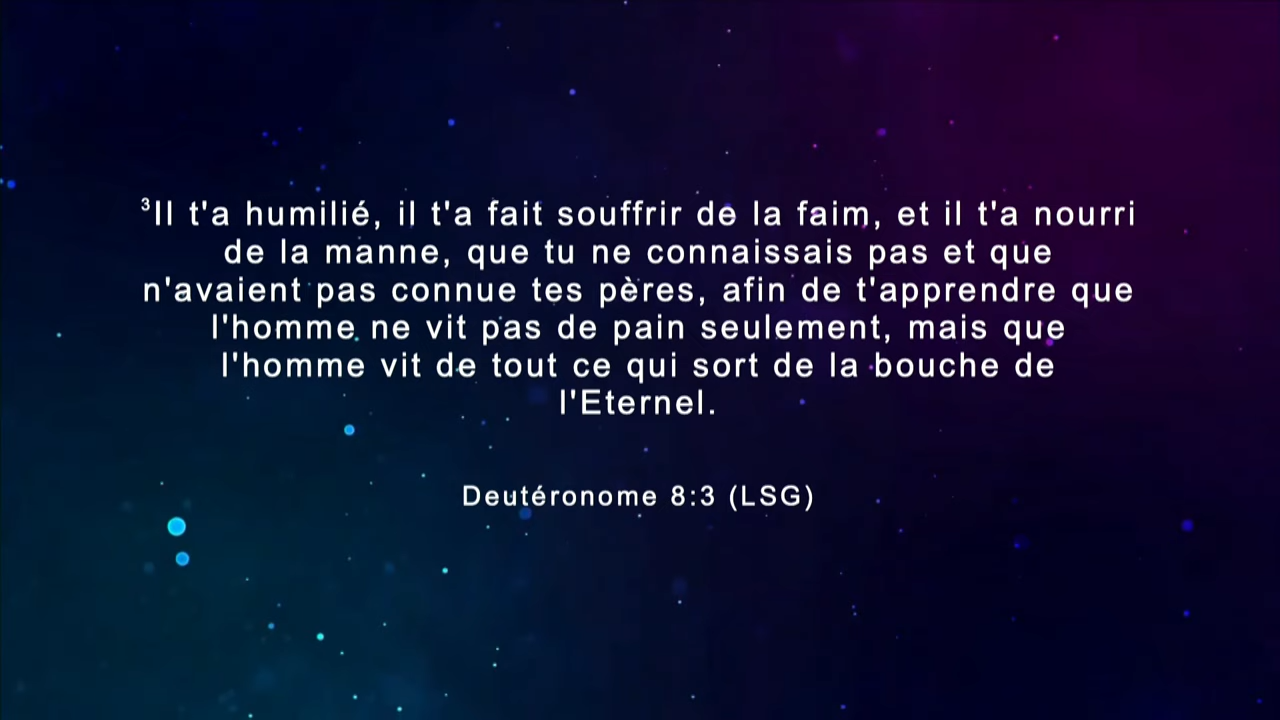 ³Il t'a humilié, il t'a fait souffrir de la faim, et il t'a nourri
de la manne, que tu ne connaissais pas et que
n'avaient pas connue tes pères, afin de t'apprendre que
l'homme ne vit pas de pain seulement, mais que
l'homme vit de tout ce qui sort de la bouche de
l'Eternel.
Deutéronome 8:3 (LSG)